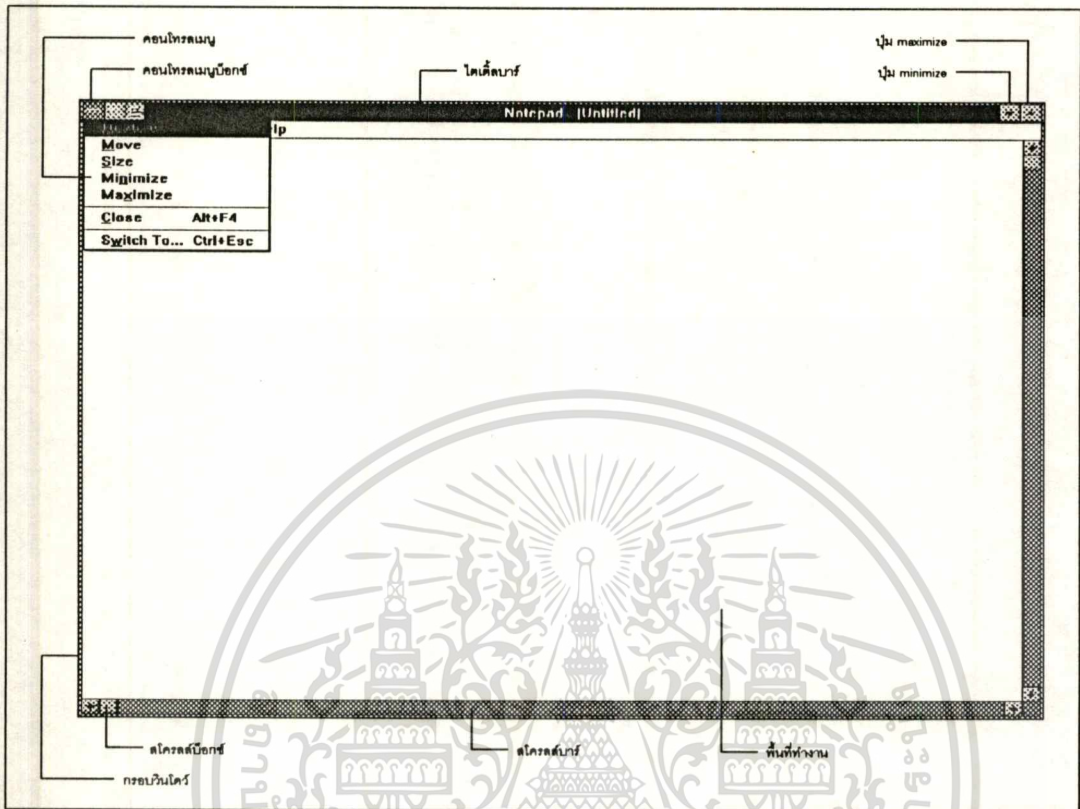 คอนโทรลเมนู
ปุ่ม maximize
คอนโทรลเมนูบ็อกซ์
ไตเติ้ลบาร์
ปุ่ม minimize
Notepad - [Untitled]
lp
Move
Size
Minimize
Maximize
Close Alt+F4
Switch To... Ctrl+Esc
สโครลล์บ็อกซ์
สโครลล์บาร์
พื้นที่ทำงาน
กรอบวินโดว์